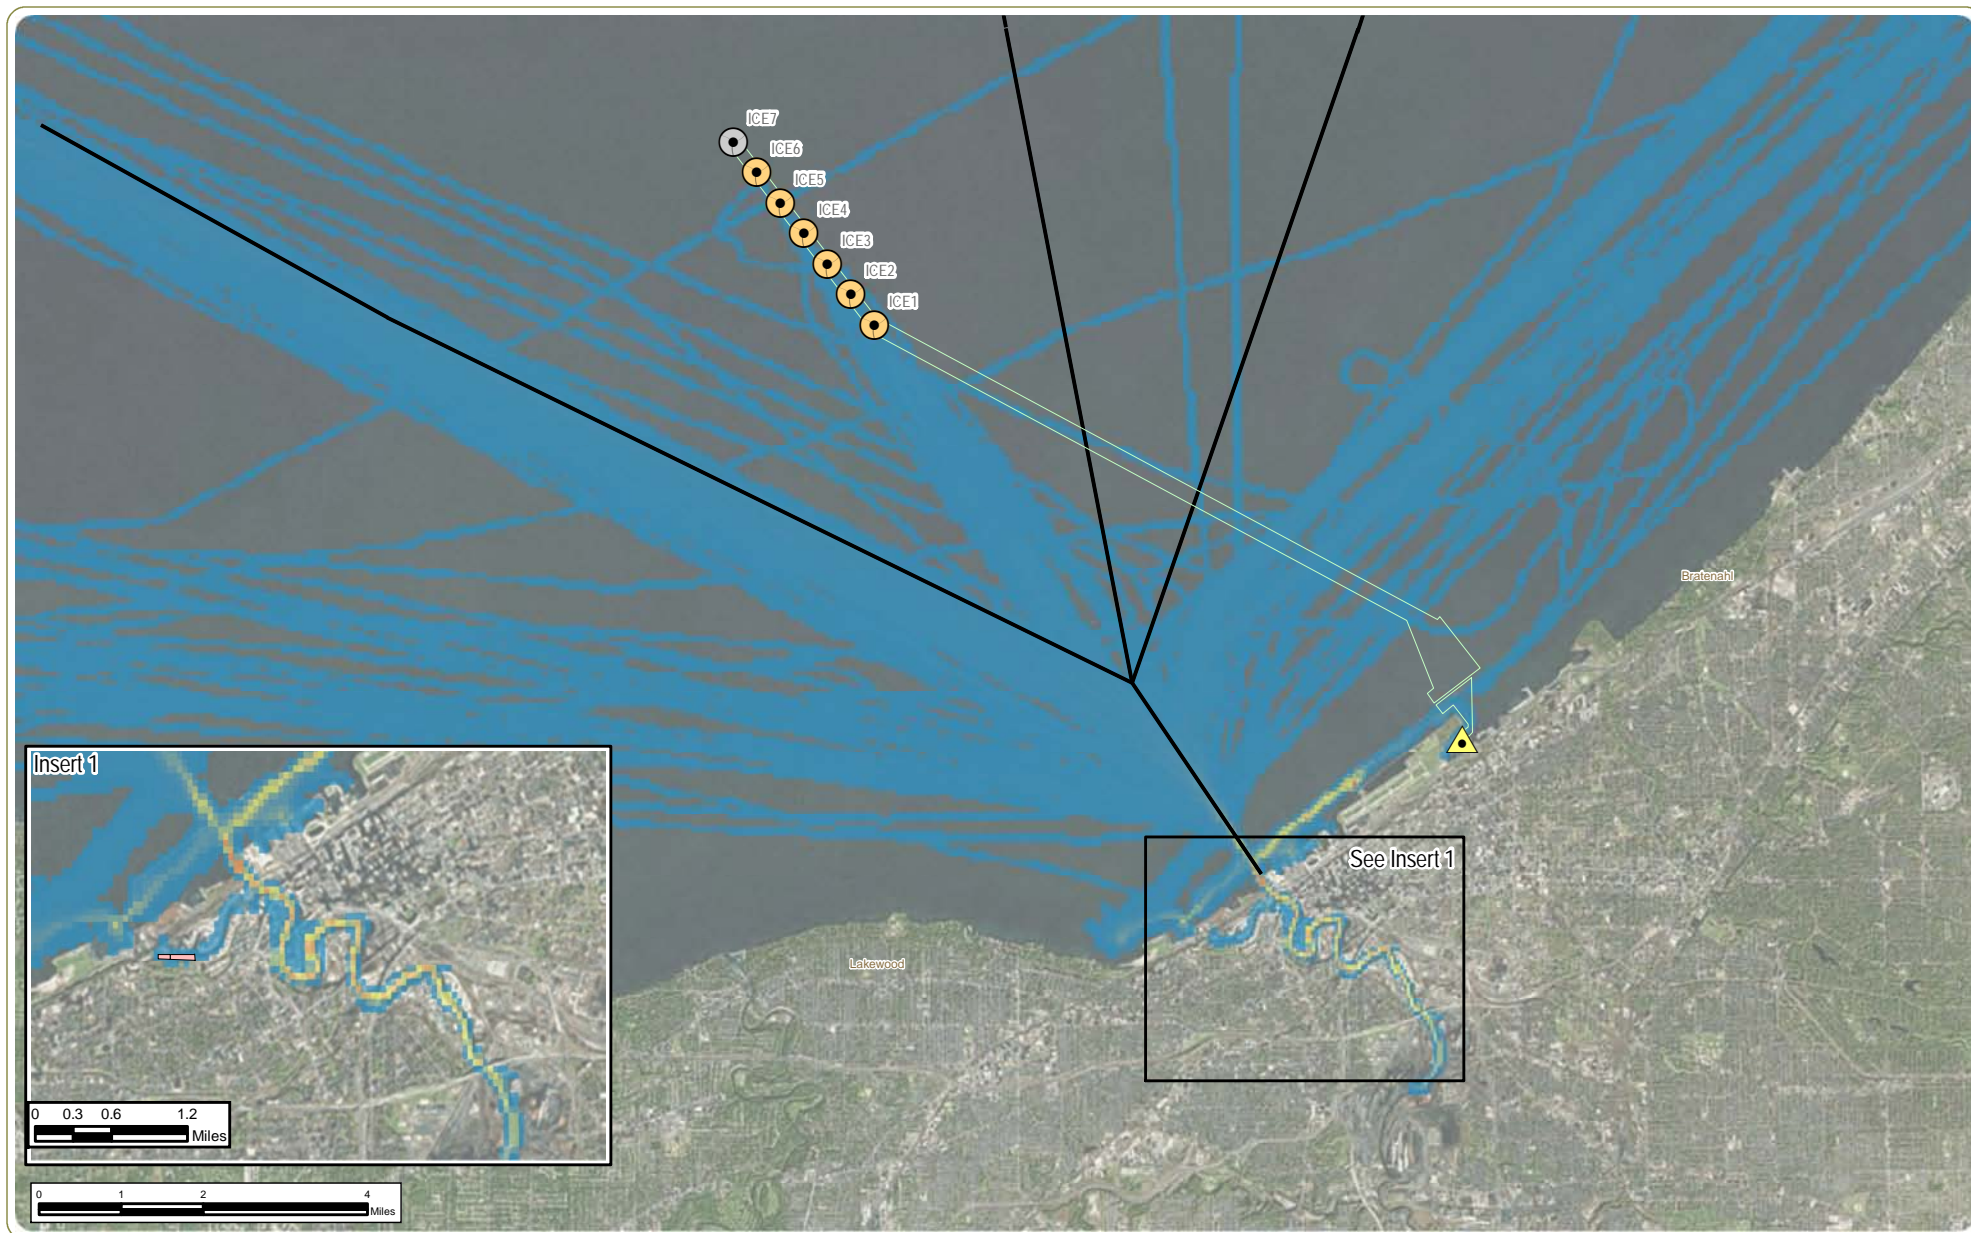 ICE7
ICE6
ICE5
ICE4
ICE3
ICE2
ICE1
Bratenahl
Insert 1
See Insert 1
Lakewood
0 0.3 0.6 1.2
Miles
0 1 2 4
Miles